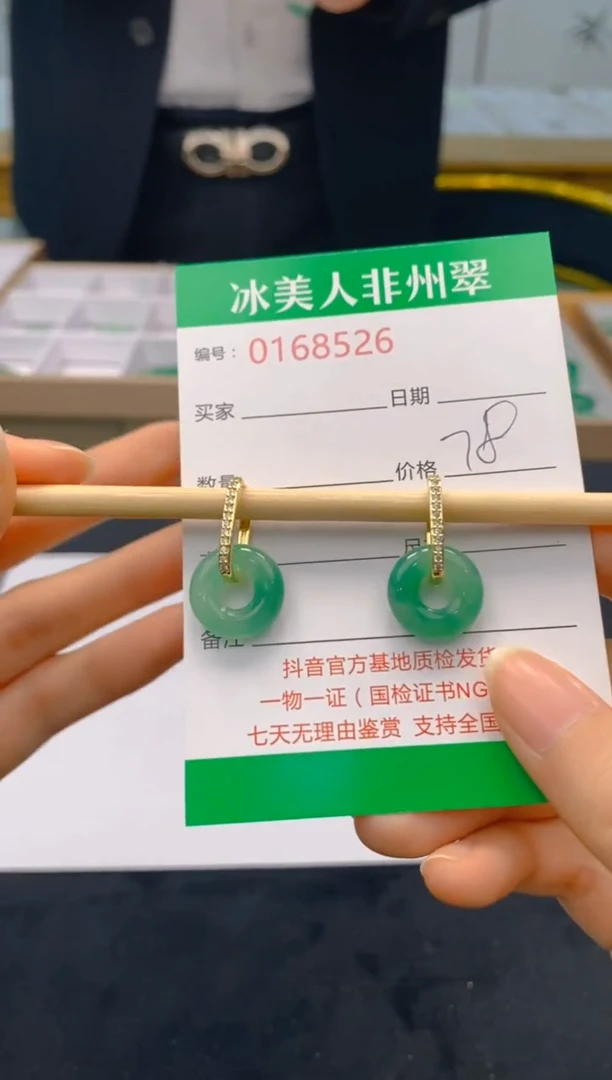 冰美人非州翠
编号：0168526
买家 日期
数量 价格 78
备注
抖音官方基地质检发货
一物一证（国检证书NG
七天无理由鉴赏 支持全国